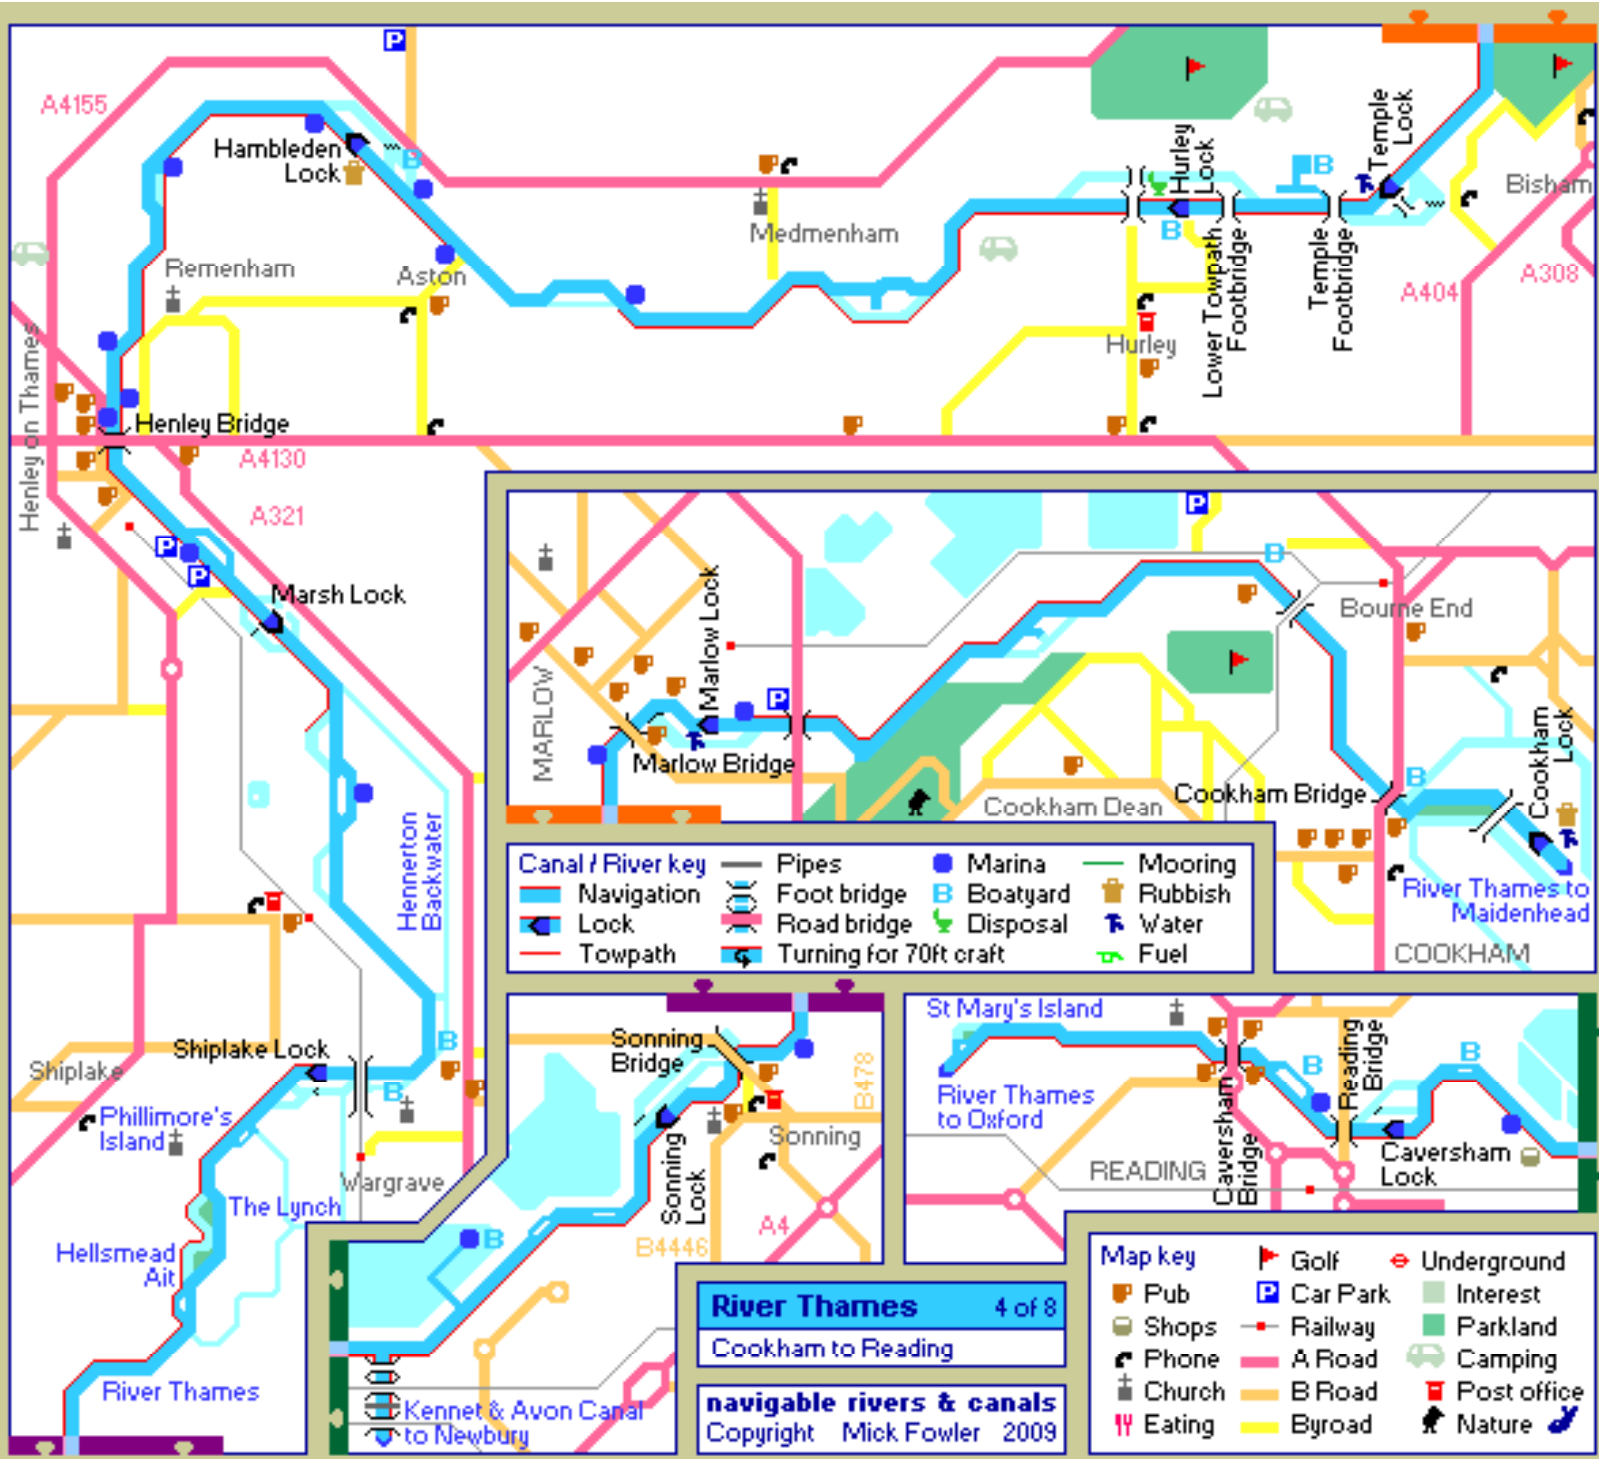 P
A4155
Hambleden
Lock
B
Hurley
Lock
Temple
Lock
B
Bisham
Medmenham
B
Remenham
Aston
A404
A308
Lower Towpath
Footbridge
Temple
Footbridge
Hurley
Henley on Thames
Henley Bridge
A4130
A321
P
P
Marsh Lock
Hennerton
Backwater
P
B
Bourne End
MARLOW
Marlow Lock
P
Marlow Bridge
Cookham Dean
Cookham Bridge
B
Cookham
Lock
River Thames to
Maidenhead
COOKHAM
Canal / River key
Navigation
Lock
Towpath
Pipes
Foot bridge
Road bridge
Turning for 70ft craft
Marina
B Boatyard
Disposal
Mooring
Rubbish
Water
Fuel
Shiplake Lock
B
B
Shiplake
Phillimore's
Island
Wargrave
The Lynch
Hellsmead
Ait
River Thames
Sonning
Bridge
B478
Sonning
Sonning
Lock
A4
B4446
B
Kennet & Avon Canal
to Newbury
St Mary's Island
River Thames
to Oxford
Caversham
Bridge
B
Reading
Bridge
B
READING
Caversham
Lock
River Thames 4 of 8
Cookham to Reading
navigable rivers & canals
Copyright Mick Fowler 2009
Map key
Pub
Shops
Phone
Church
Eating
Golf
P Car Park
Railway
A Road
B Road
Byroad
Underground
Interest
Parkland
Camping
Post office
Nature